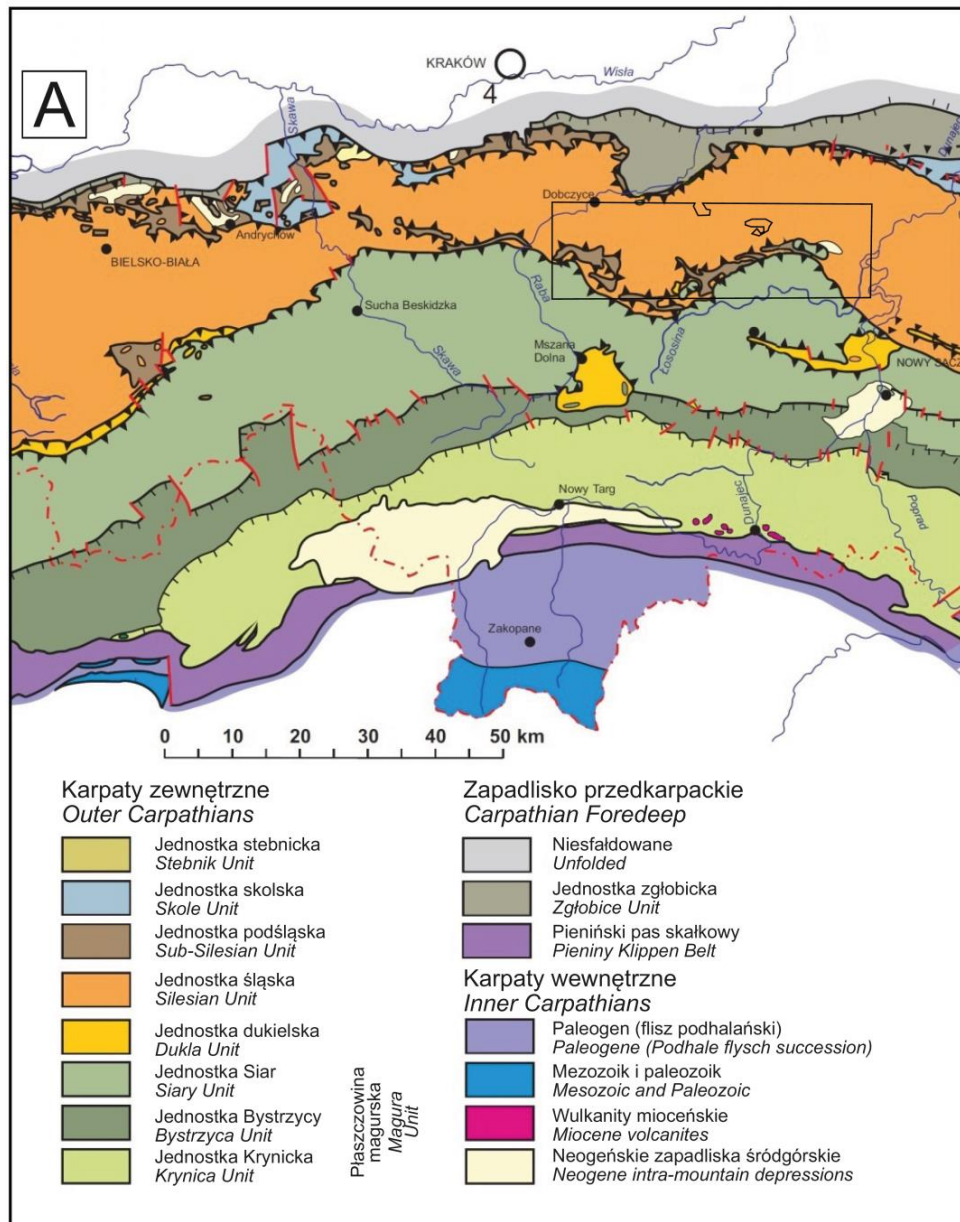 A
KRAKÓW
4
Wisła
Skawa
Dunajec
Dobczyce
Andrychów
BIELSKO-BIAŁA
Sucha Beskidzka
Raba
Skawa
Mszana
Dolna
Łososina
NOWY SĄCZ
Nowy Targ
Dunajec
Poprad
Zakopane
0 10 20 30 40 50 km
Karpaty zewnętrzne
Outer Carpathians
Jednostka stebnicka
Stebnik Unit
Jednostka skolska
Skole Unit
Jednostka podśląska
Sub-Silesian Unit
Jednostka śląska
Silesian Unit
Jednostka dukielska
Dukla Unit
Jednostka Siar
Siary Unit
Jednostka Bystrzycy
Bystrzyca Unit
Jednostka Krynicka
Krynica Unit
Płaszczowina
magurska
Magura
Unit
Zapadlisko przedkarpackie
Carpathian Foredeep
Niesfałdowane
Unfolded
Jednostka zgłobicka
Zgłobice Unit
Pieniński pas skałkowy
Pieniny Klippen Belt
Karpaty wewnętrzne
Inner Carpathians
Paleogen (flisz podhalański)
Paleogene (Podhale flysch succession)
Mezozoik i paleozoik
Mesozoic and Paleozoic
Wulkanity mioceńskie
Miocene volcanites
Neogeńskie zapadliska śródgórskie
Neogene intra-mountain depressions